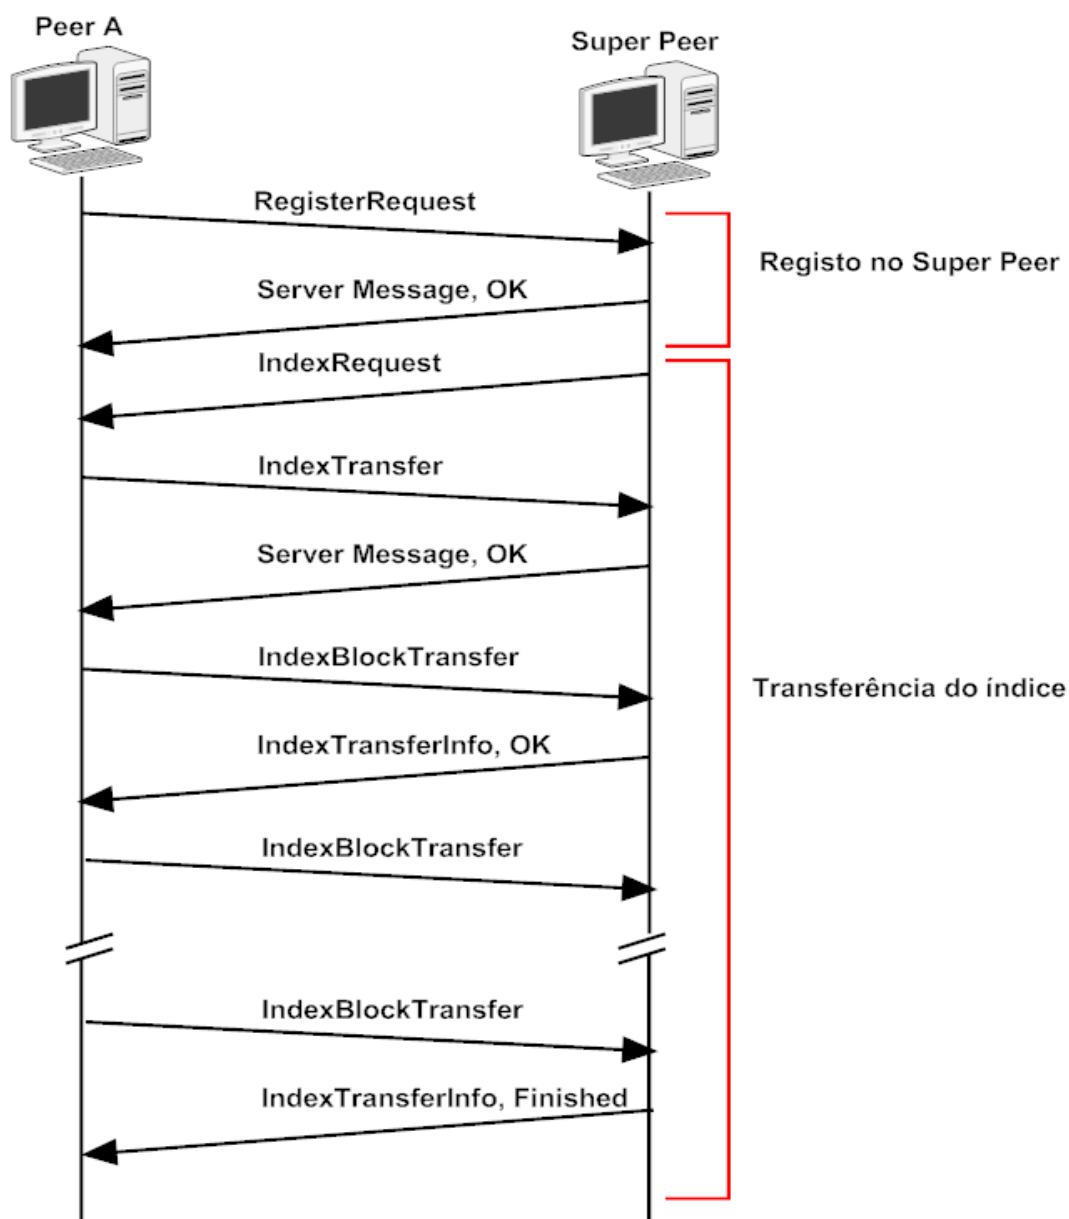 Peer A
Super Peer
RegisterRequest
Registo no Super Peer
Server Message, OK
IndexRequest
IndexTransfer
Server Message, OK
IndexBlockTransfer
Transferência do índice
IndexTransferInfo, OK
IndexBlockTransfer
IndexBlockTransfer
IndexTransferInfo, Finished